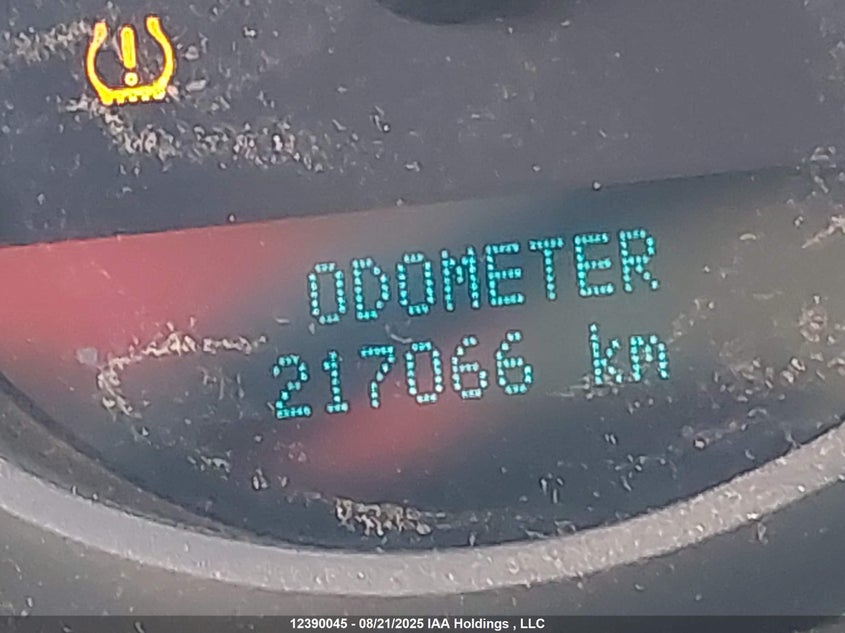 ODOMETER
217066 km
12390045 - 08/21/2025 IAA Holdings , LLC